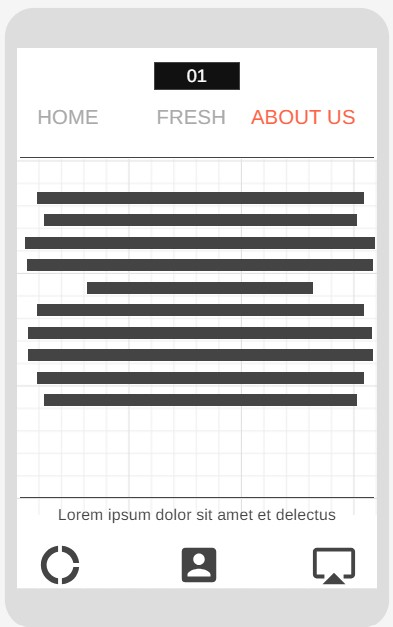 01
HOME FRESH ABOUT US
Lorem ipsum dolor sit amet et delectus